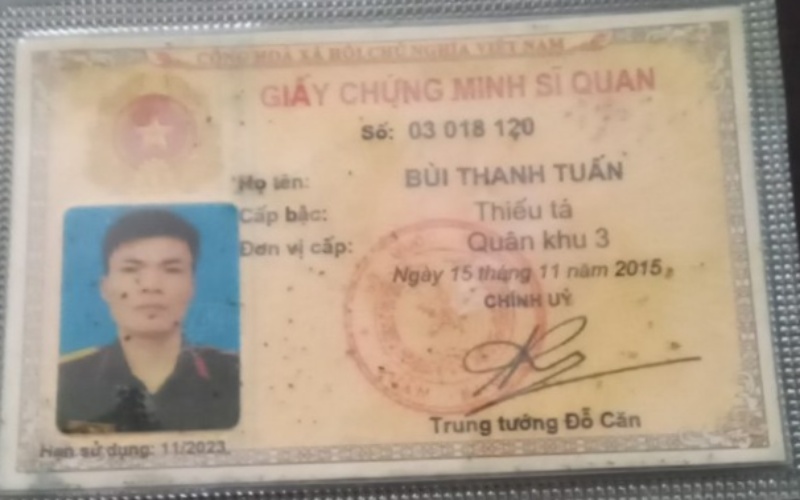 CỘNG HOÀ XÃ HỘI CHỦ NGHĨA VIỆT NAM
GIẤY CHỨNG MINH SĨ QUAN
Số: 03 018 120
Họ tên: BÙI THANH TUẤN
Cấp bậc: Thiếu tá
Đơn vị cấp: Quân khu 3
Ngày 15 tháng 11 năm 2015
CHÍNH UỶ
Trung tướng Đỗ Căn
Hạn sử dụng: 11/2023